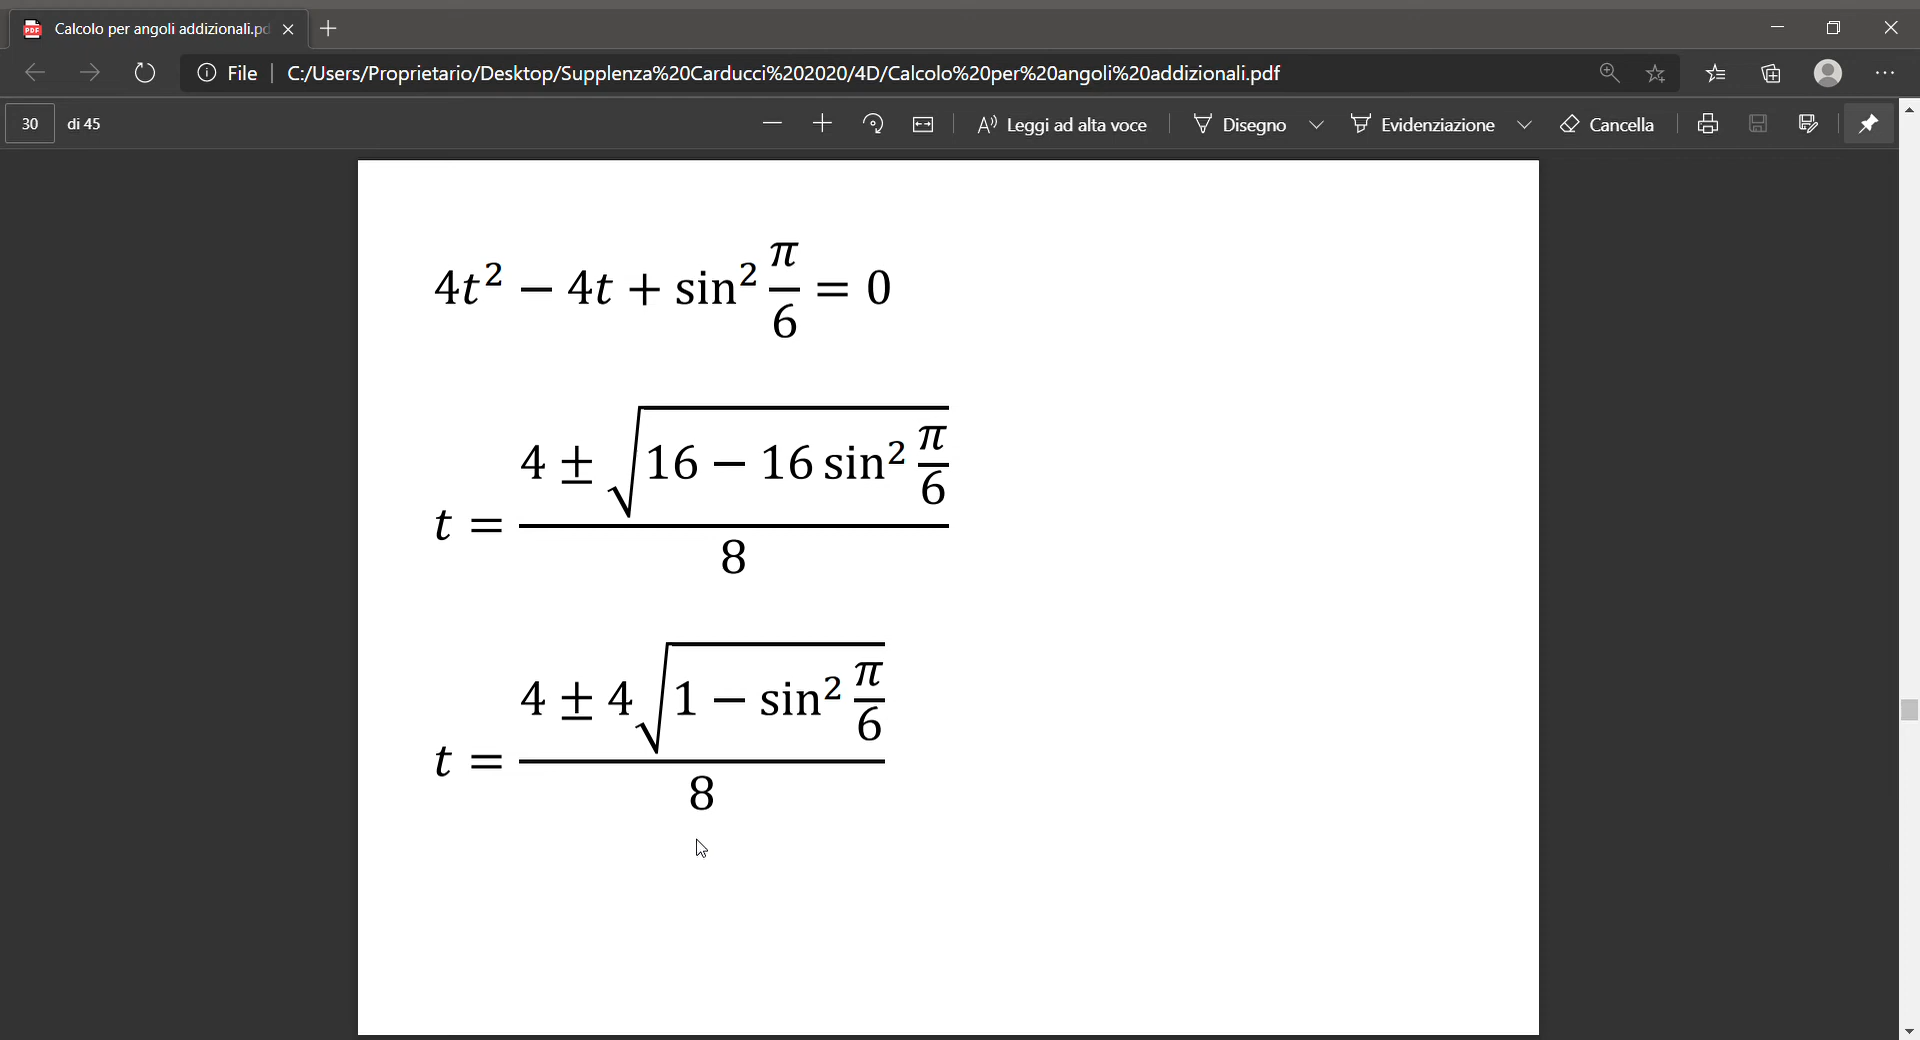 Calcolo per angoli addizionali.pd
File | C:/Users/Proprietario/Desktop/Supplenza%20Carducci%202020/4D/Calcolo%20per%20angoli%20addizionali.pdf
30 di 45 Leggi ad alta voce Disegno Evidenziazione Cancella
4t² − 4t + sin² π/6 = 0
t = (4 ± √(16 − 16 sin² π/6))/8
t = (4 ± 4√(1 − sin² π/6))/8